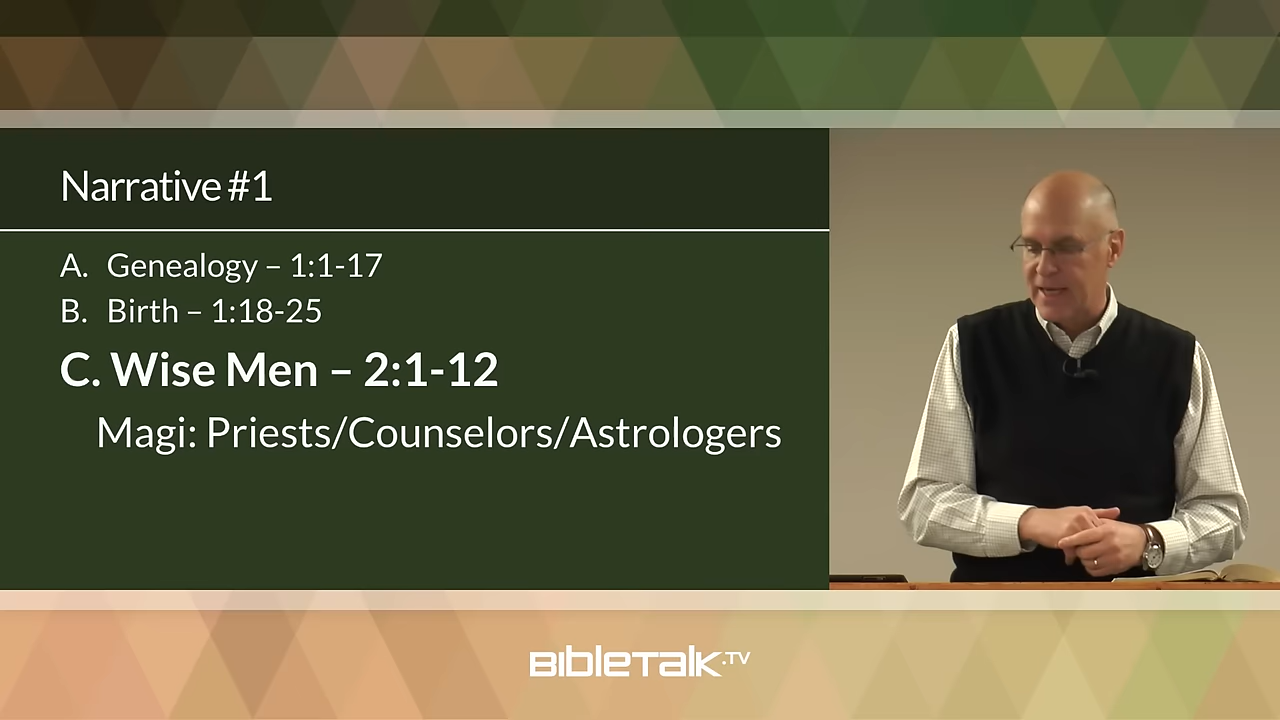 Narrative #1
A. Genealogy – 1:1-17
B. Birth – 1:18-25
C. Wise Men – 2:1-12
Magi: Priests/Counselors/Astrologers
BIBLETALK.TV